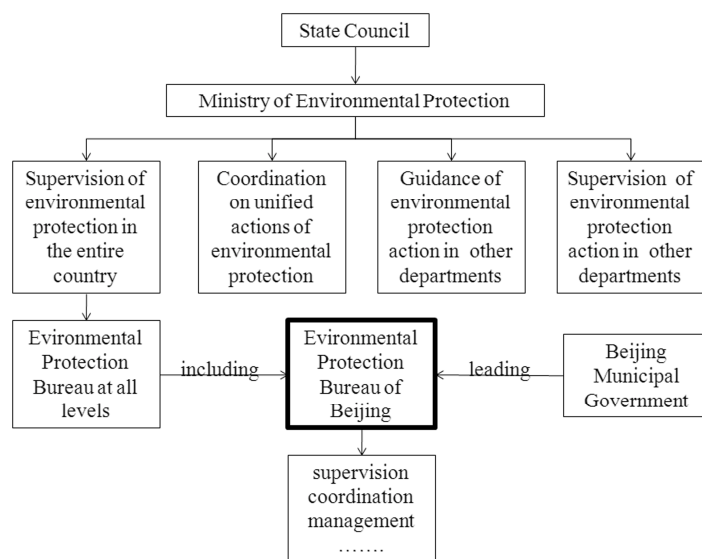 State Council
Ministry of Environmental Protection
Supervision of
environmental
protection in
the entire
country
Coordination
on unified
actions of
environmental
protection
Guidance of
environmental
protection
action in other
departments
Supervision of
environmental
protection
action in other
departments
Evironmental
Protection
Bureau at all
levels
including
Evironmental
Protection
Bureau of
Beijing
leading
Beijing
Municipal
Government
supervision
coordination
management
…….